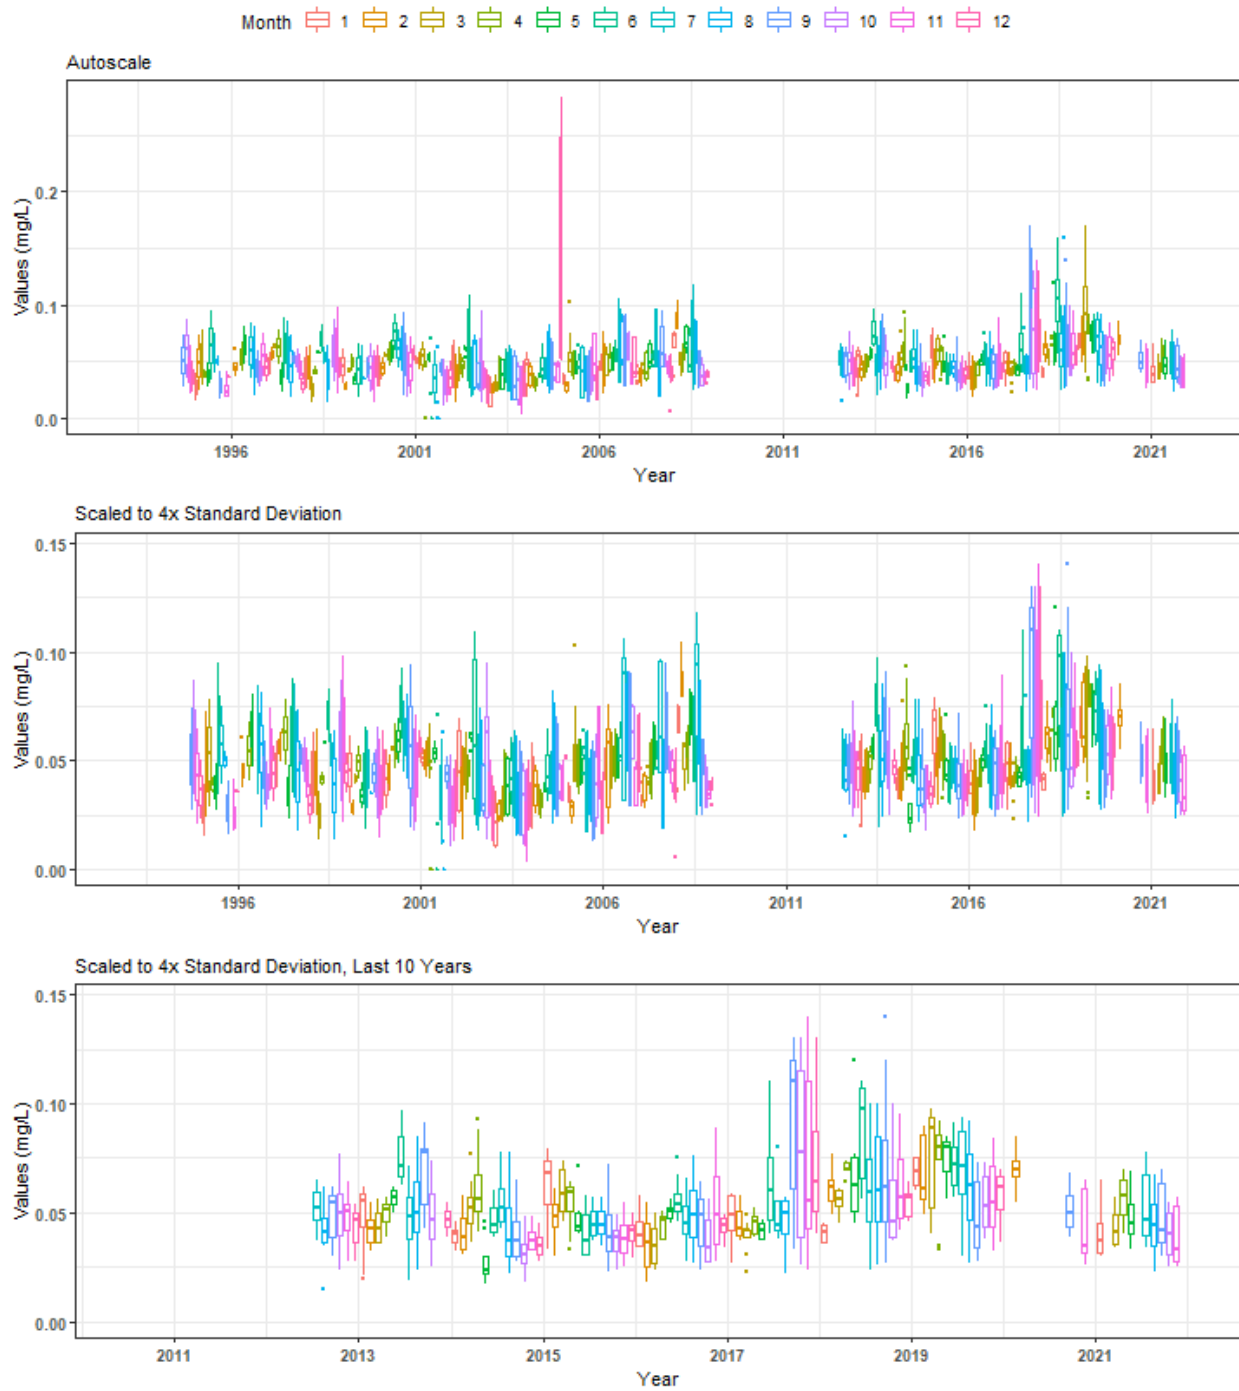 Month 1 2 3 4 5 6 7 8 9 10 11 12
Autoscale
Values (mg/L)
0.2
0.1
0.0
1996 2001 2006 2011 2016 2021
Year
Scaled to 4x Standard Deviation
Values (mg/L)
0.15
0.10
0.05
0.00
1996 2001 2006 2011 2016 2021
Year
Scaled to 4x Standard Deviation, Last 10 Years
Values (mg/L)
0.15
0.10
0.05
0.00
2011 2013 2015 2017 2019 2021
Year